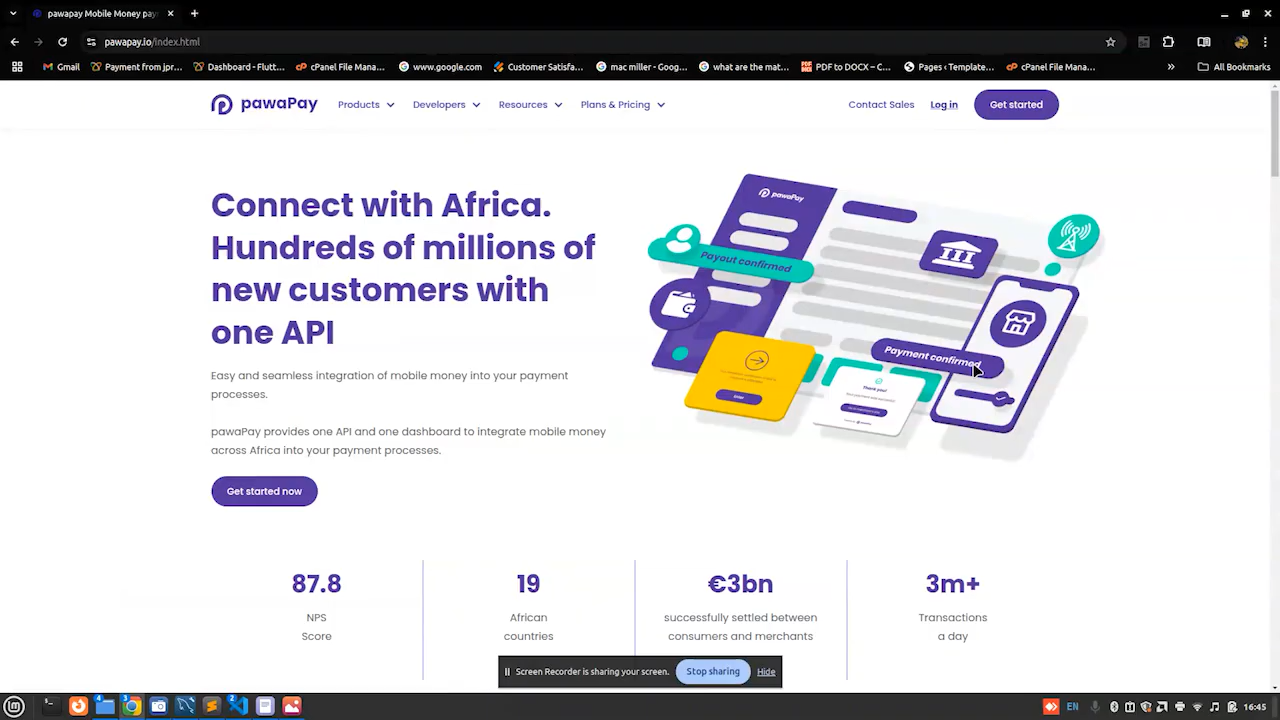 pawapay Mobile Money pay
pawapay.io/index.html
Gmail
Payment from jpr...
Dashboard - Flutt...
cPanel File Mana...
www.google.com
Customer Satisfa...
mac miller - Goog...
what are the mat...
PDF to DOCX – C...
Pages ‹ Template...
cPanel File Mana...
All Bookmarks
pawaPay
Products
Developers
Resources
Plans & Pricing
Contact Sales
Log in
Get started
Connect with Africa.
Hundreds of millions of
new customers with
one API
Easy and seamless integration of mobile money into your payment
processes.
pawaPay provides one API and one dashboard to integrate mobile money
across Africa into your payment processes.
Get started now
pawaPay
Payout confirmed
Payment confirmed
Thank you!
87.8
NPS
Score
19
African
countries
€3bn
successfully settled between
consumers and merchants
3m+
Transactions
a day
Screen Recorder is sharing your screen.
Stop sharing
Hide
4
3
2
EN
16:45